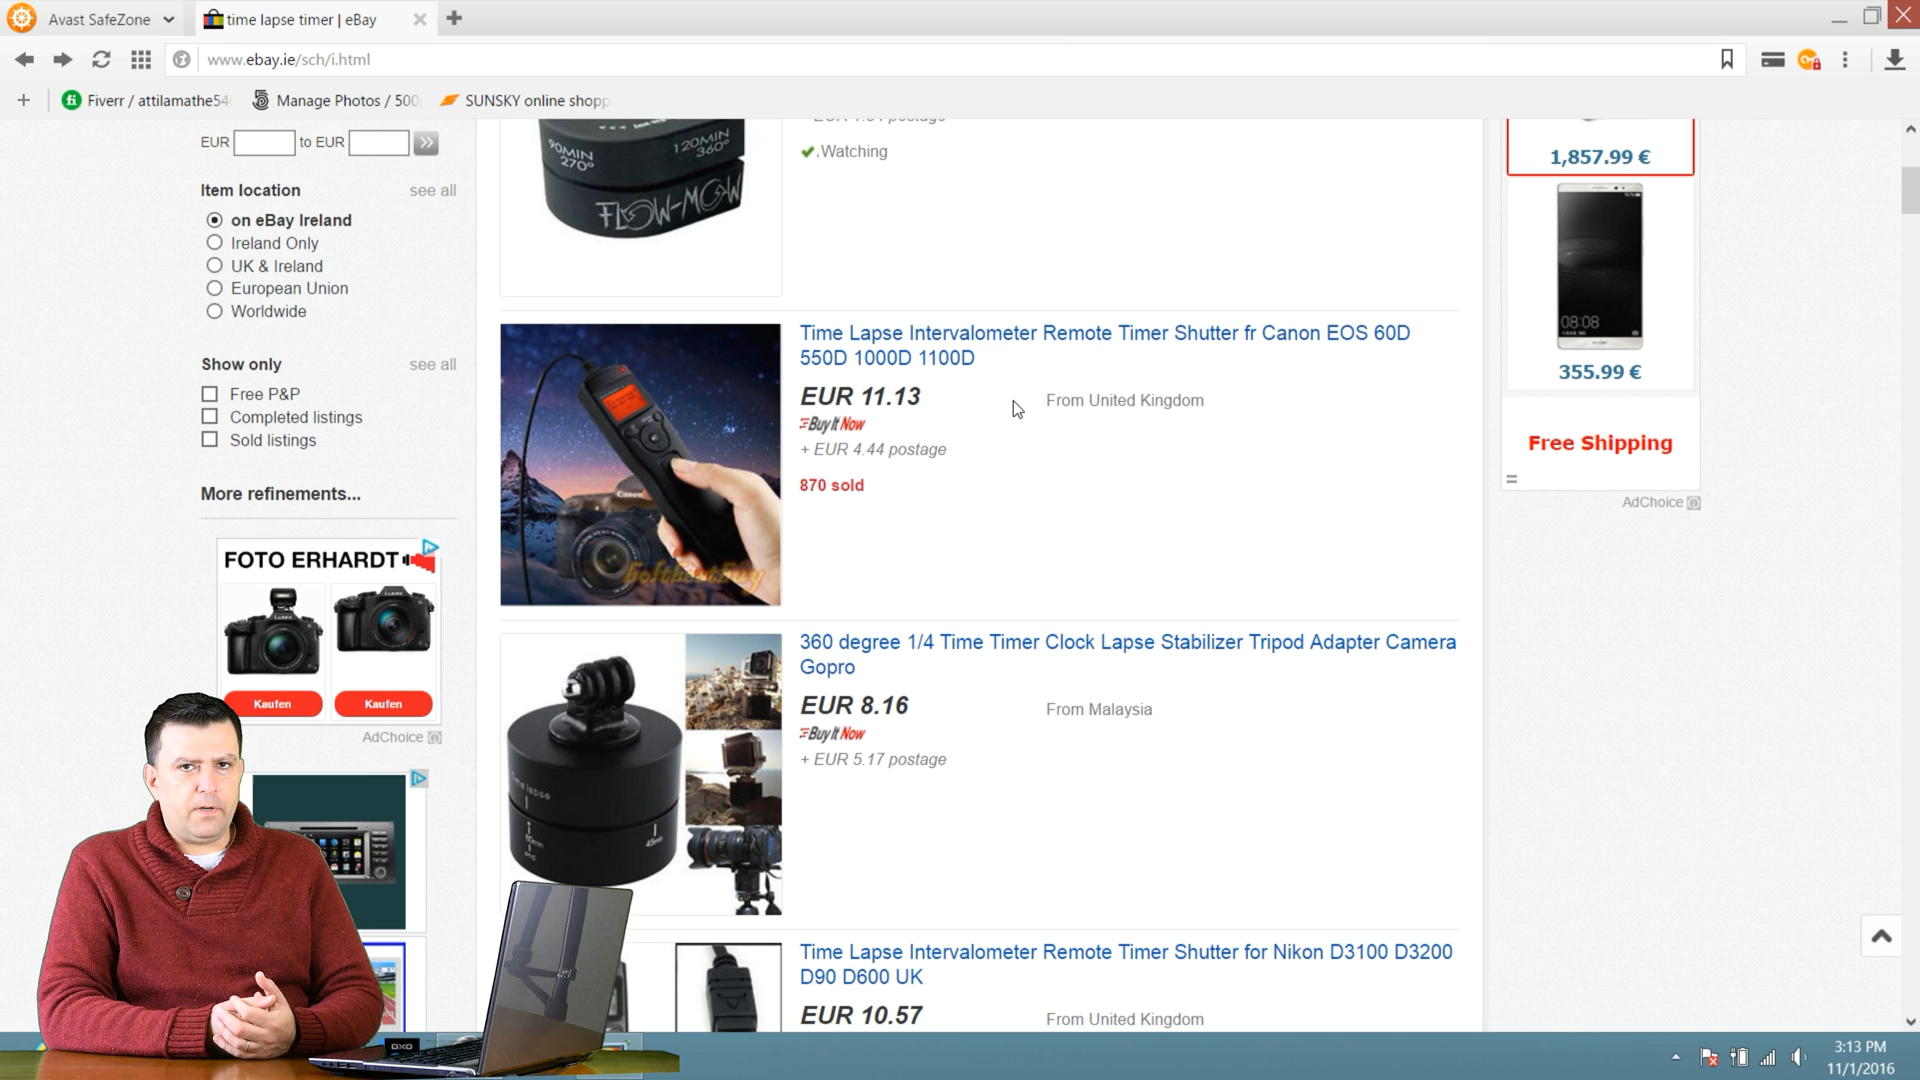 Avast SafeZone
time lapse timer | eBay
www.ebay.ie/sch/i.html
Fiverr / attilamathe54
Manage Photos / 500
SUNSKY online shopp
EUR to EUR
Item location see all
on eBay Ireland
Ireland Only
UK & Ireland
European Union
Worldwide
Show only see all
Free P&P
Completed listings
Sold listings
More refinements...
FOTO ERHARDT
Kaufen Kaufen
AdChoice
90MIN
270°
120MIN
360°
FLOW-MOW
Watching
Time Lapse Intervalometer Remote Timer Shutter fr Canon EOS 60D
550D 1000D 1100D
EUR 11.13
From United Kingdom
Buy It Now
+ EUR 4.44 postage
870 sold
Canon
360 degree 1/4 Time Timer Clock Lapse Stabilizer Tripod Adapter Camera
Gopro
EUR 8.16
From Malaysia
Buy It Now
+ EUR 5.17 postage
Time lapse
60min
45min
Time Lapse Intervalometer Remote Timer Shutter for Nikon D3100 D3200
D90 D600 UK
EUR 10.57
From United Kingdom
1,857.99 €
08:08
355.99 €
Free Shipping
AdChoice
DXO
3:13 PM
11/1/2016